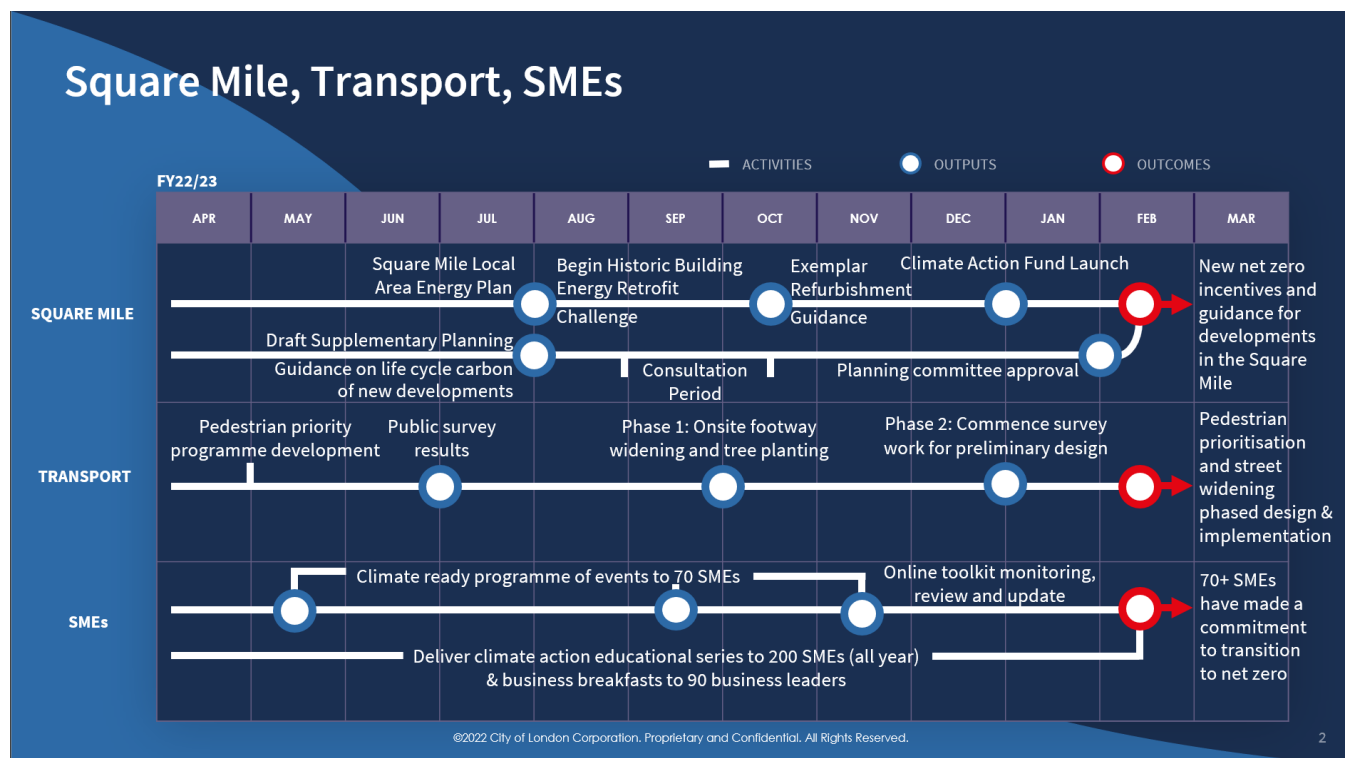 Square Mile, Transport, SMEs
ACTIVITIES
OUTPUTS
OUTCOMES
FY22/23
APR
MAY
JUN
JUL
AUG
SEP
OCT
NOV
DEC
JAN
FEB
MAR
SQUARE MILE
Square Mile Local
Area Energy Plan
Begin Historic Building
Energy Retrofit
Challenge
Exemplar
Refurbishment
Guidance
Climate Action Fund Launch
Draft Supplementary Planning
Guidance on life cycle carbon
of new developments
Consultation
Period
Planning committee approval
New net zero
incentives and
guidance for
developments
in the Square
Mile
TRANSPORT
Pedestrian priority
programme development
Public survey
results
Phase 1: Onsite footway
widening and tree planting
Phase 2: Commence survey
work for preliminary design
Pedestrian
prioritisation
and street
widening
phased design &
implementation
SMEs
Climate ready programme of events to 70 SMEs
Online toolkit monitoring,
review and update
Deliver climate action educational series to 200 SMEs (all year)
& business breakfasts to 90 business leaders
70+ SMEs
have made a
commitment
to transition
to net zero
©2022 City of London Corporation. Proprietary and Confidential. All Rights Reserved.
2